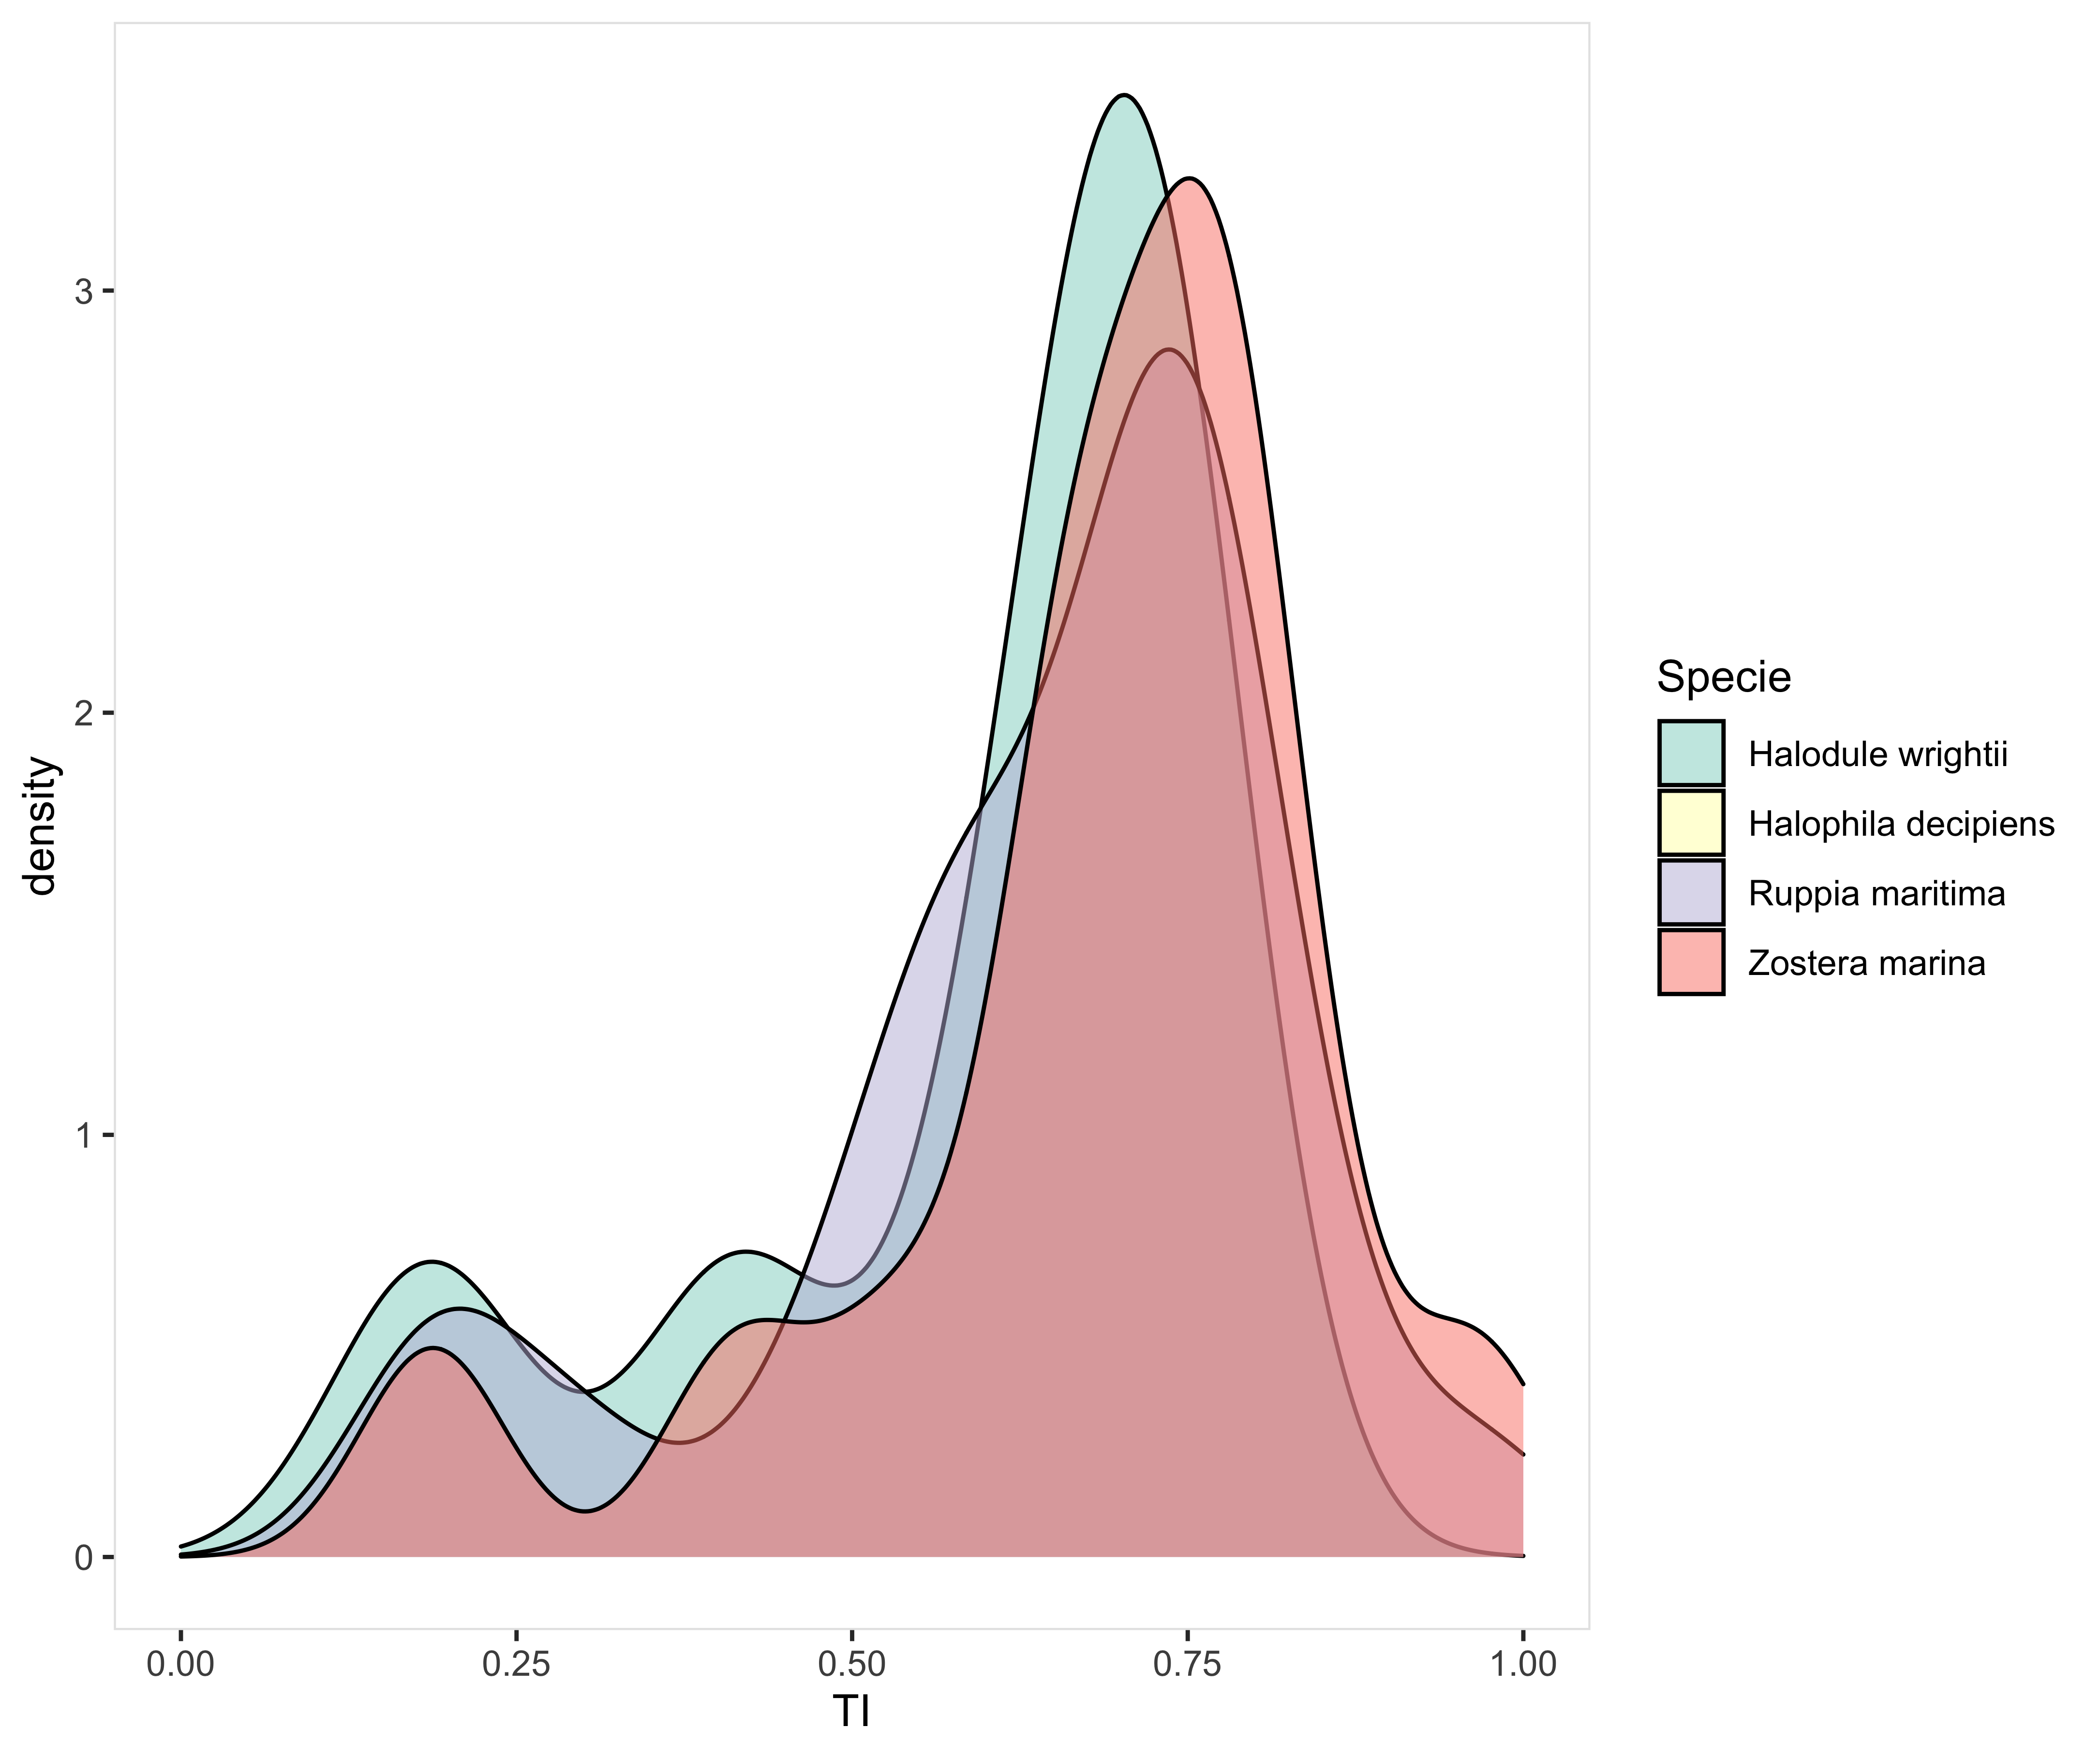 density
3
2
1
0
0.00 0.25 0.50 0.75 1.00
TI
Specie
Halodule wrightii
Halophila decipiens
Ruppia maritima
Zostera marina